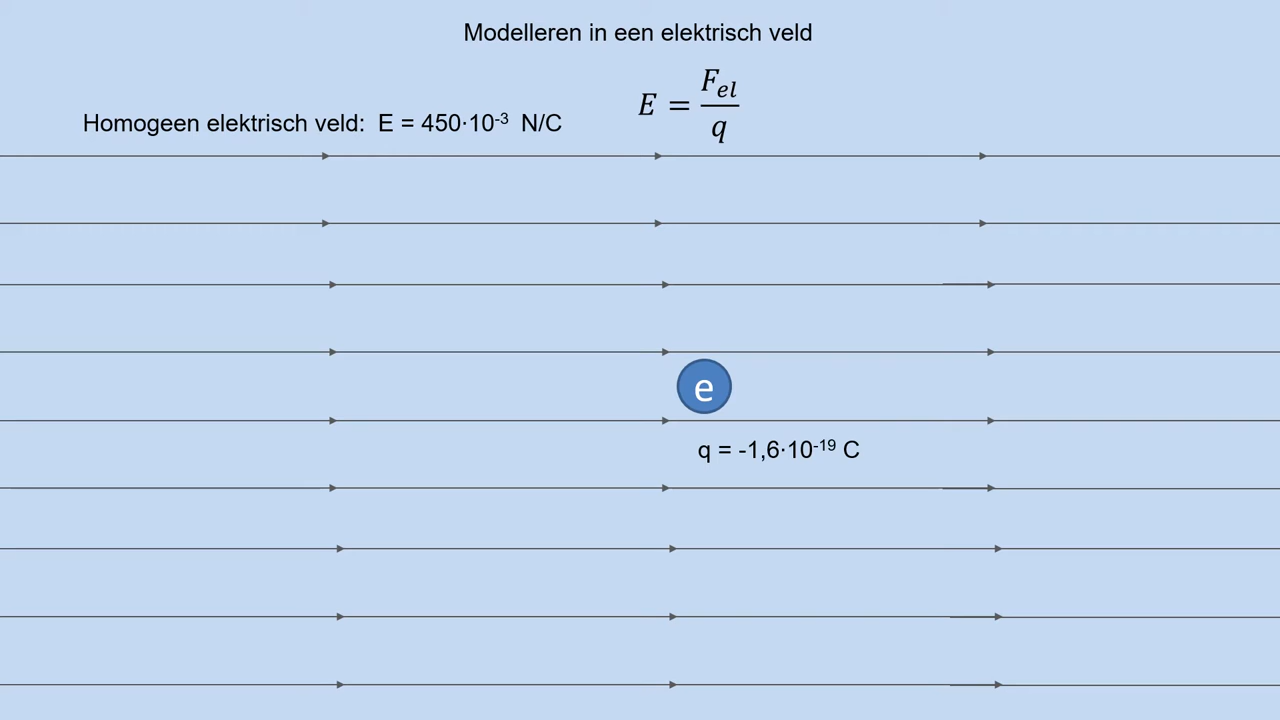 Modelleren in een elektrisch veld
Homogeen elektrisch veld:  E = 450·10⁻³  N/C
E = F_el / q
e
q = -1,6·10⁻¹⁹ C